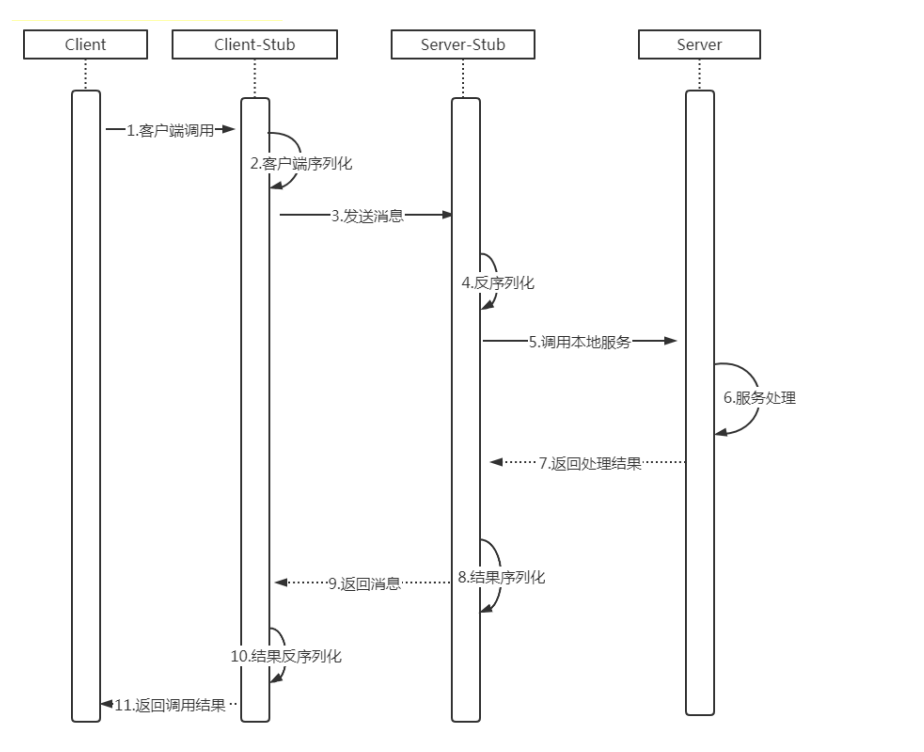 Client
Client-Stub
Server-Stub
Server
1.客户端调用
2.客户端序列化
3.发送消息
4.反序列化
5.调用本地服务
6.服务处理
7.返回处理结果
8.结果序列化
9.返回消息
10.结果反序列化
11.返回调用结果